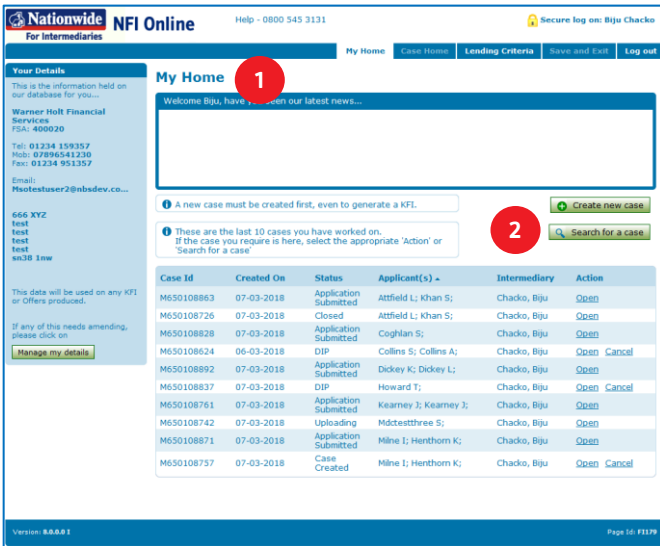 Nationwide
For Intermediaries
NFI Online
Help - 0800 545 3131
Secure log on: Biju Chacko
My Home Case Home Lending Criteria Save and Exit Log out
Your Details
This is the information held on
our database for you...
Warner Holt Financial
Services
FSA: 400020
Tel: 01234 159357
Mob: 07896541230
Fax: 01234 951357
Email:
Msotestuser2@nbsdev.co...
666 XYZ
test
test
test
test
sn38 1nw
This date will be used on any KFI
or Offers produced.
If any of this needs amending,
please click on
Manage my details
My Home
1
Welcome Biju, have you seen our latest news...
A new case must be created first, even to generate a KFI.
Create new case
These are the last 10 cases you have worked on.
If the case you require is here, select the appropriate 'Action' or
'Search for a case'
2
Search for a case
Case Id Created On Status Applicant(s) Intermediary Action
M650108863 07-03-2018 Application Submitted Attfield L; Khan S; Chacko, Biju Open
M650108726 07-03-2018 Closed Attfield L; Khan S; Chacko, Biju Open
M650108828 07-03-2018 Application Submitted Coghlan S; Chacko, Biju Open
M650108624 06-03-2018 DIP Collins S; Collins A; Chacko, Biju Open Cancel
M650108892 07-03-2018 Application Submitted Dickey K; Dickey L; Chacko, Biju Open
M650108837 07-03-2018 DIP Howard T; Chacko, Biju Open Cancel
M650108761 07-03-2018 Application Submitted Kearney J; Kearney J; Chacko, Biju Open
M650108742 07-03-2018 Uploading Mdctestthree S; Chacko, Biju Open
M650108871 07-03-2018 Application Submitted Milne I; Henthorn K; Chacko, Biju Open
M650108757 07-03-2018 Case Created Milne I; Henthorn K; Chacko, Biju Open Cancel
Version: 8.0.0.0 I
Page Id: FI179